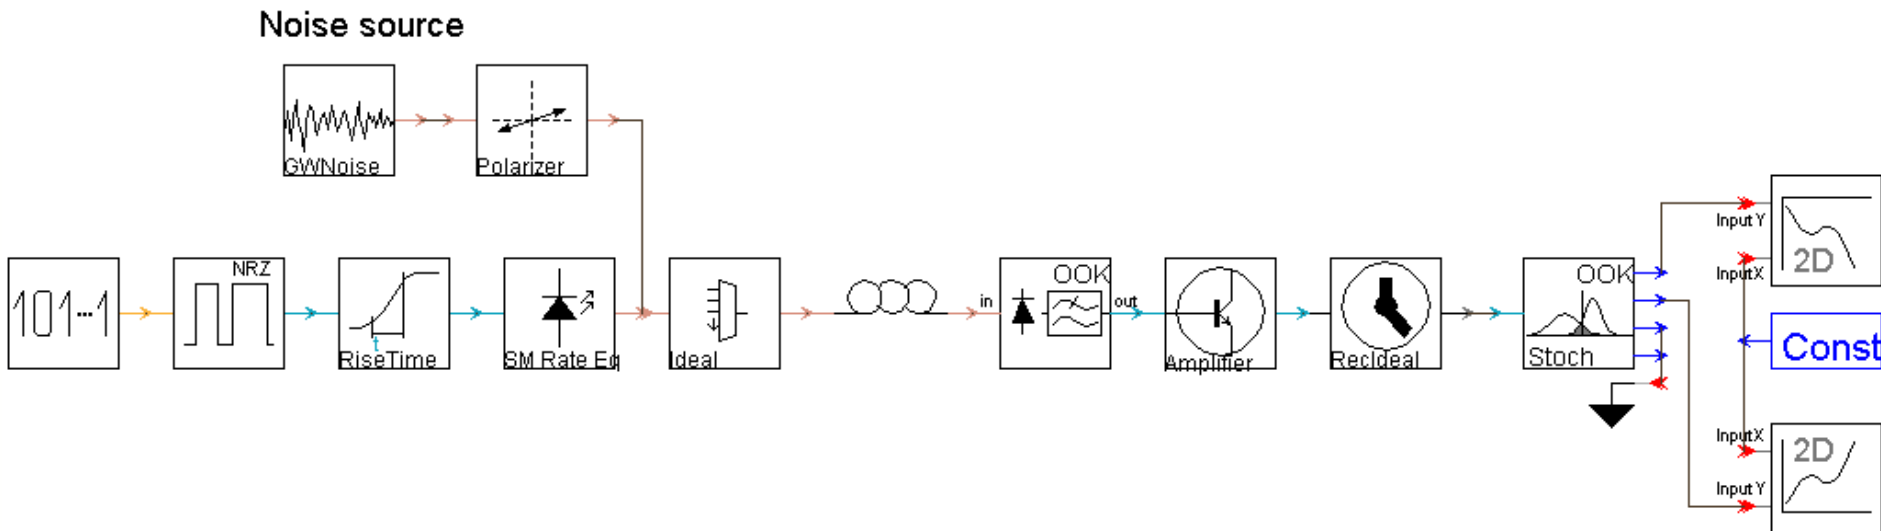 Noise source
GWNoise
Polarizer
101...1
NRZ
RiseTime
SM Rate Eq
Ideal
in
OOK
out
Amplifier
RecIdeal
OOK
Stoch
Input Y
InputX
2D
Const
InputX
Input Y
2D
t